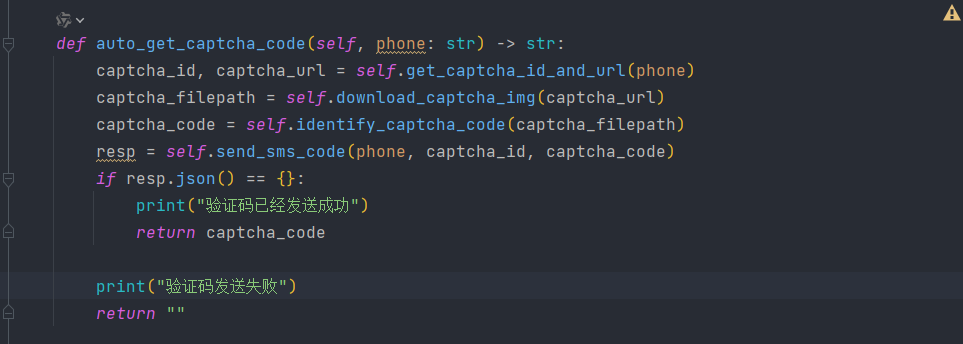 def auto_get_captcha_code(self, phone: str) -> str:
    captcha_id, captcha_url = self.get_captcha_id_and_url(phone)
    captcha_filepath = self.download_captcha_img(captcha_url)
    captcha_code = self.identify_captcha_code(captcha_filepath)
    resp = self.send_sms_code(phone, captcha_id, captcha_code)
    if resp.json() == {}:
        print("验证码已经发送成功")
        return captcha_code
    print("验证码发送失败")
    return ""